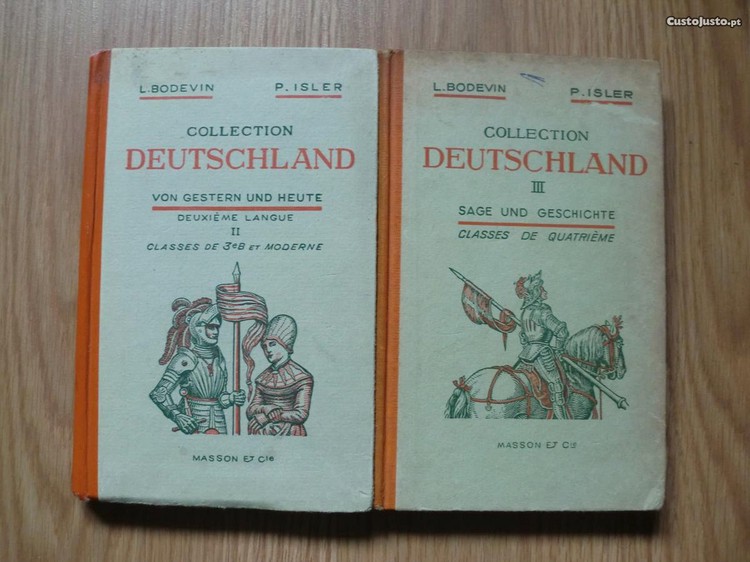 CustoJusto.pt
L. BODEVIN P. ISLER
COLLECTION
DEUTSCHLAND
VON GESTERN UND HEUTE
DEUXIÈME LANGUE
II
CLASSES DE 3eB ET MODERNE
MASSON ET Cie
L. BODEVIN P. ISLER
COLLECTION
DEUTSCHLAND
III
SAGE UND GESCHICHTE
CLASSES DE QUATRIÈME
MASSON ET Cie